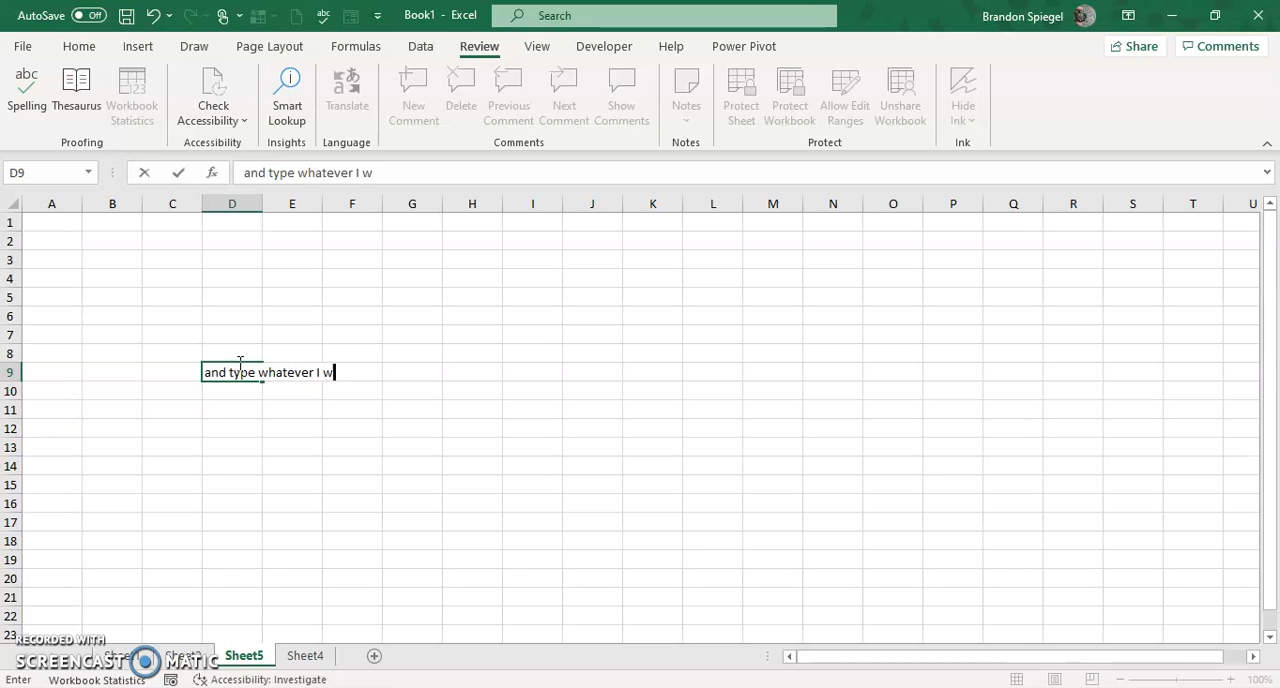 AutoSave Off Book1 - Excel Search Brandon Spiegel
File Home Insert Draw Page Layout Formulas Data Review View Developer Help Power Pivot Share Comments
abc
Spelling Thesaurus Workbook Statistics Check Accessibility Smart Lookup Translate New Comment Delete Previous Comment Next Comment Show Comments Notes Protect Sheet Protect Workbook Allow Edit Ranges Unshare Workbook Hide Ink
Proofing Accessibility Insights Language Comments Notes Protect Ink
D9 fx and type whatever I w
A B C D E F G H I J K L M N O P Q R S T U
1
2
3
4
5
6
7
8
9 and type whatever I w
10
11
12
13
14
15
16
17
18
19
20
21
22
23
RECORDED WITH
SCREENCAST MATIC
Sheet5 Sheet4
Enter Workbook Statistics Accessibility: Investigate 100%